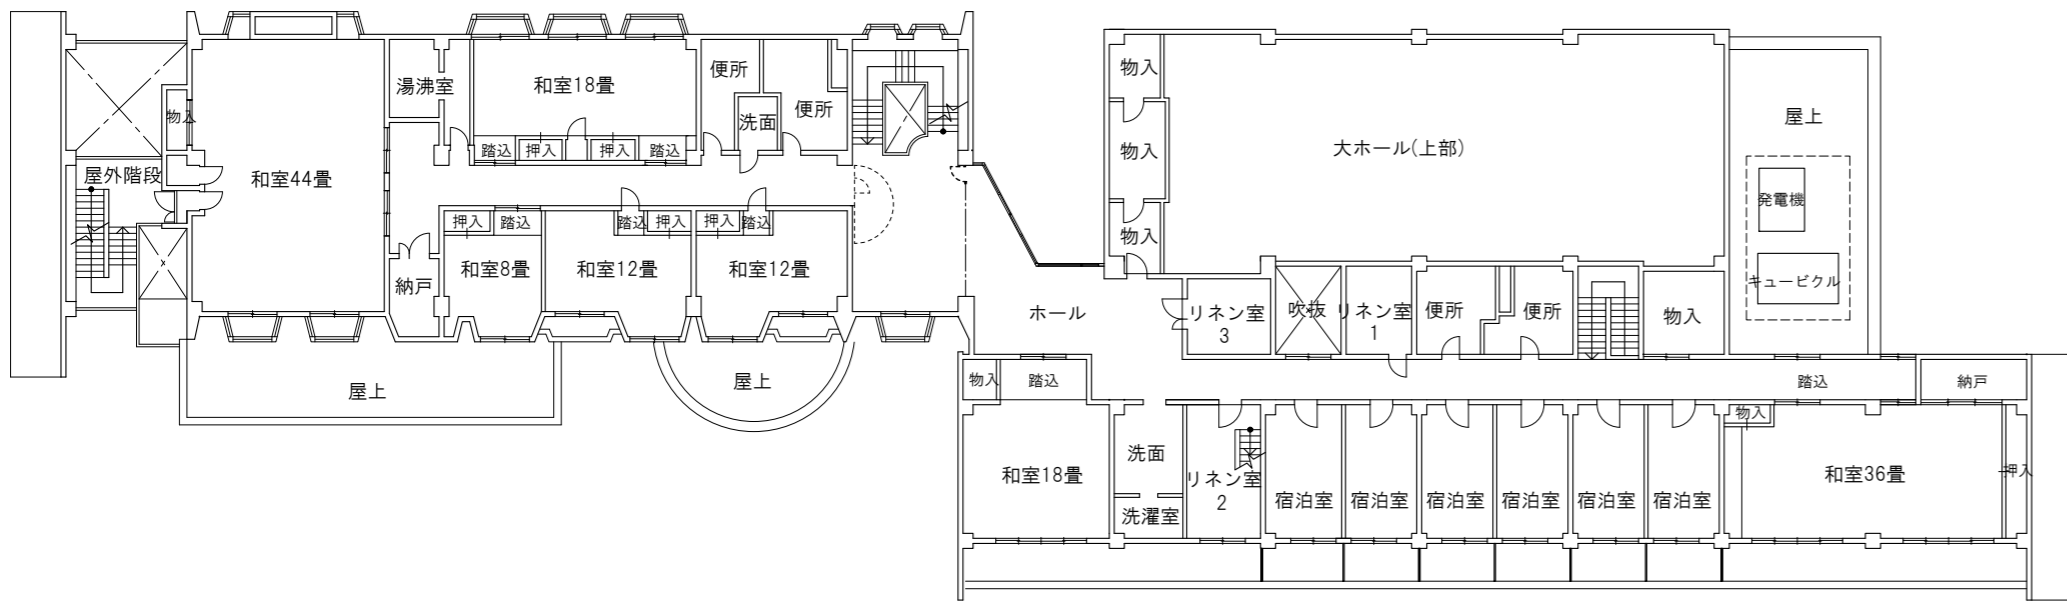 湯沸室
和室18畳
便所
便所
洗面
物入
和室44畳
屋外階段
踏込
押入
押入
踏込
押入
踏込
踏込
押入
押入
踏込
納戸
和室8畳
和室12畳
和室12畳
屋上
屋上
物入
物入
物入
大ホール(上部)
屋上
発電機
キュービクル
ホール
リネン室
3
吹抜
リネン室
1
便所
便所
物入
物入
踏込
踏込
納戸
和室18畳
洗面
洗濯室
リネン室
2
宿泊室
宿泊室
宿泊室
宿泊室
宿泊室
宿泊室
物入
和室36畳
押入